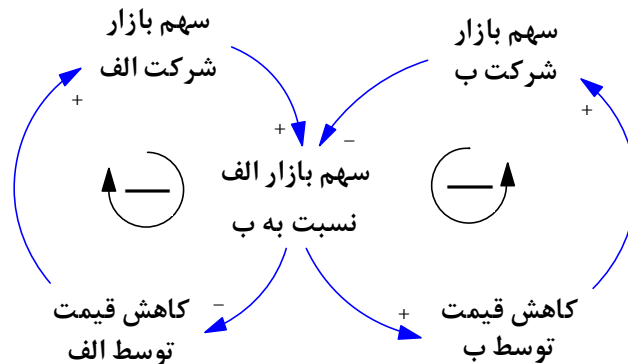 سهم بازار
شرکت ب
سهم بازار
شرکت الف
+
+
+
–
سهم بازار الف
نسبت به ب
–
–
–
+
کاهش قیمت
توسط ب
کاهش قیمت
توسط الف